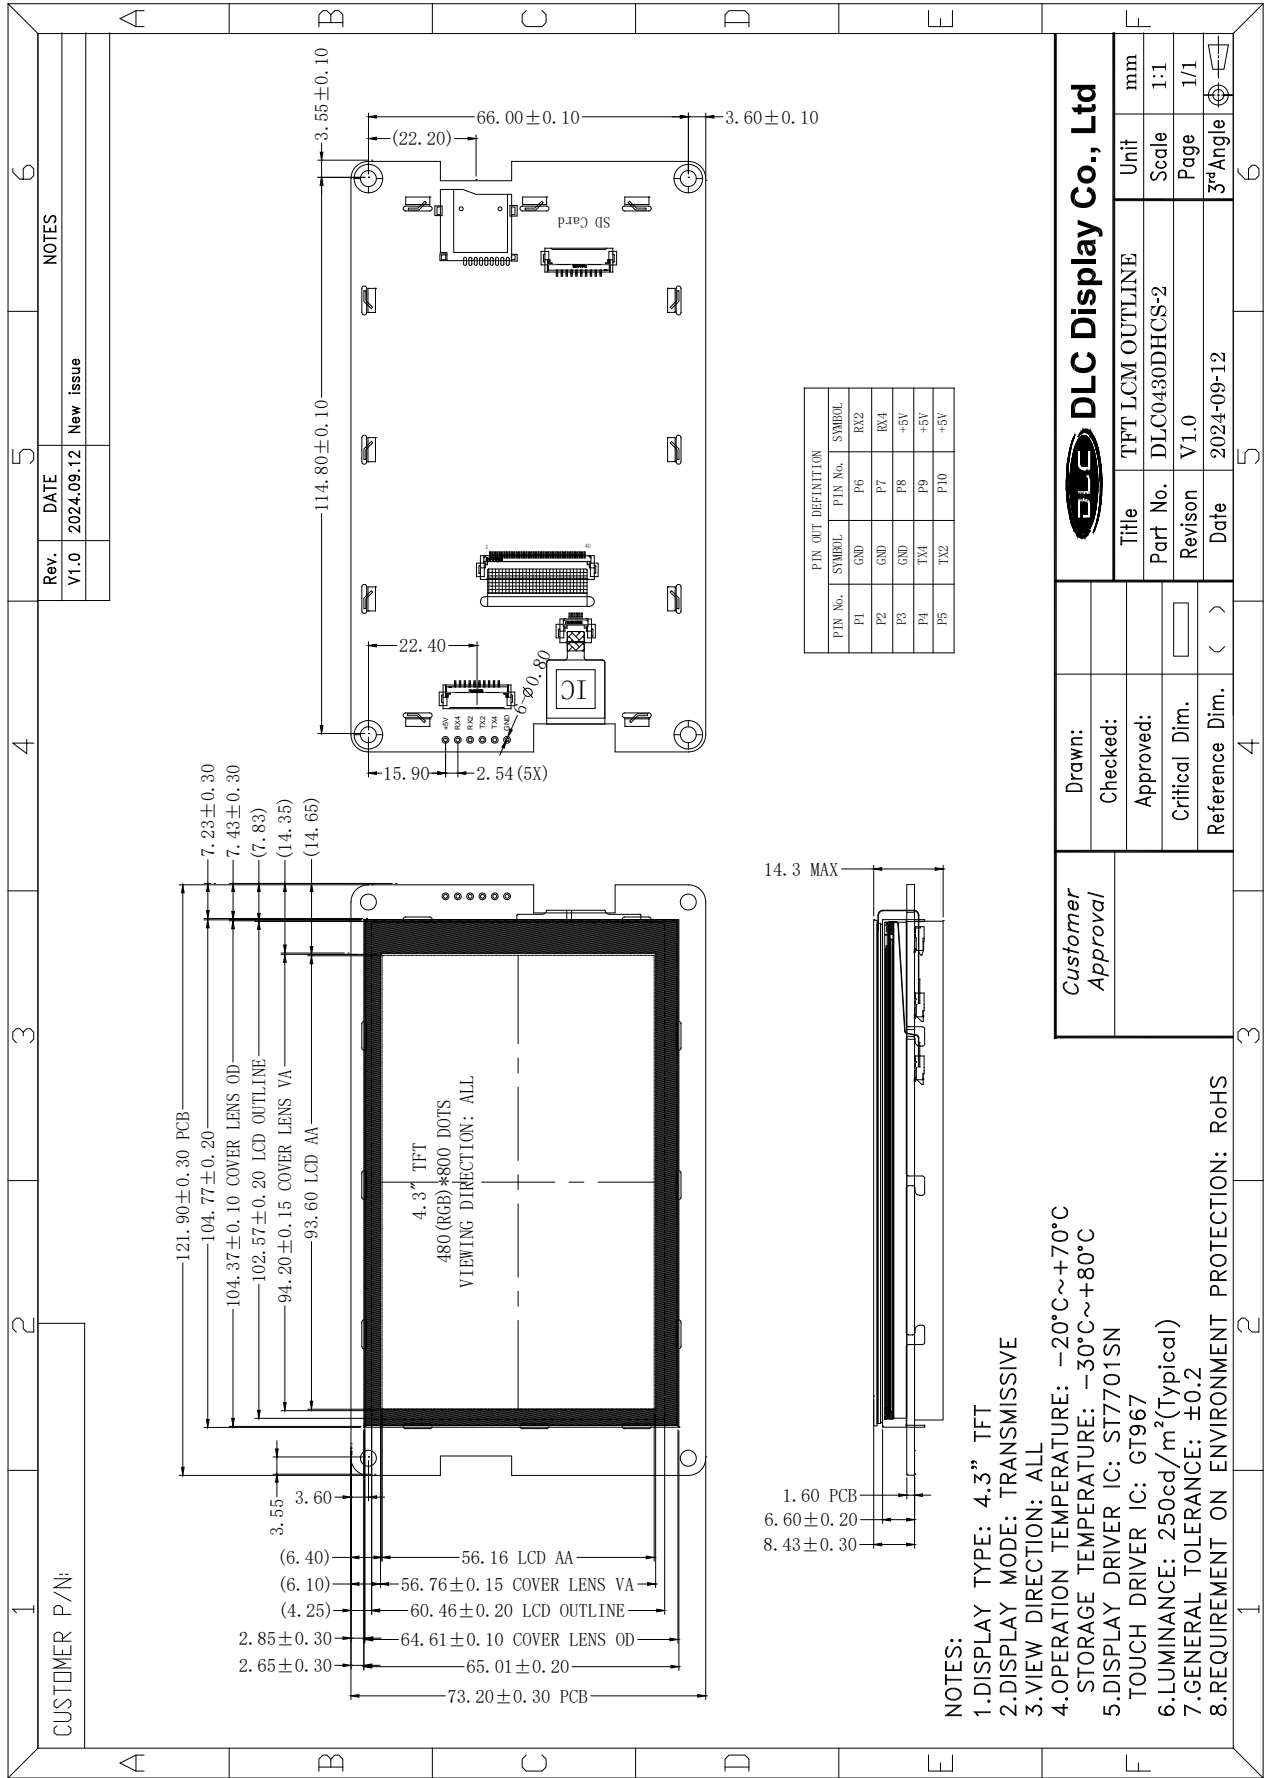 CUSTOMER P/N:
Rev. DATE NOTES
V1.0 2024.09.12 New issue
1 2 3 4 5 6
A B C D E F
121.90±0.30 PCB
104.77±0.20
7.23±0.30
104.37±0.10 COVER LENS OD
7.43±0.30
102.57±0.20 LCD OUTLINE
(7.83)
94.20±0.15 COVER LENS VA
(14.35)
93.60 LCD AA
(14.65)
3.55
3.60
4.3″ TFT
480(RGB)*800 DOTS
VIEWING DIRECTION: ALL
(6.40)
56.16 LCD AA
(6.10)
56.76±0.15 COVER LENS VA
(4.25)
60.46±0.20 LCD OUTLINE
2.85±0.30
64.61±0.10 COVER LENS OD
2.65±0.30
65.01±0.20
73.20±0.30 PCB
114.80±0.10
3.55±0.10
66.00±0.10
(22.20)
3.60±0.10
22.40
15.90
2.54(5X)
6-Ø0.80
+5V
RX4
RX2
TX2
TX4
GND
IC
1
40
SD Card
14.3 MAX
1.60 PCB
6.60±0.20
8.43±0.30
PIN OUT DEFINITION
PIN No. SYMBOL PIN No. SYMBOL
P1 GND P6 RX2
P2 GND P7 RX4
P3 GND P8 +5V
P4 TX4 P9 +5V
P5 TX2 P10 +5V
NOTES:
1.DISPLAY TYPE: 4.3” TFT
2.DISPLAY MODE: TRANSMISSIVE
3.VIEW DIRECTION: ALL
4.OPERATION TEMPERATURE: −20°C~+70°C
STORAGE TEMPERATURE: −30°C~+80°C
5.DISPLAY DRIVER IC: ST7701SN
TOUCH DRIVER IC: GT967
6.LUMINANCE: 250cd/m²(Typical)
7.GENERAL TOLERANCE: ±0.2
8.REQUIREMENT ON ENVIRONMENT PROTECTION: RoHS
Customer
Approval
Drawn:
Checked:
Approved:
Critical Dim.
Reference Dim. ( )
DLC DLC Display Co., Ltd
Title TFT LCM OUTLINE Unit mm
Part No. DLC0430DHCS-2 Scale 1:1
Revison V1.0 Page 1/1
Date 2024-09-12 3rd Angle
1 2 3 4 5 6
A B C D E F